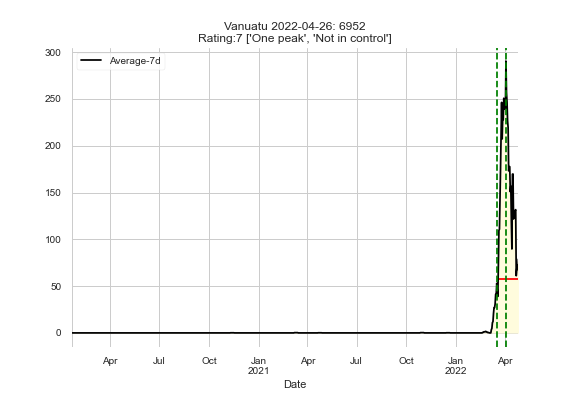 Vanuatu 2022-04-26: 6952
Rating:7 ['One peak', 'Not in control']
Average-7d
300
250
200
150
100
50
0
Apr Jul Oct Jan Apr Jul Oct Jan Apr
2021 2022
Date